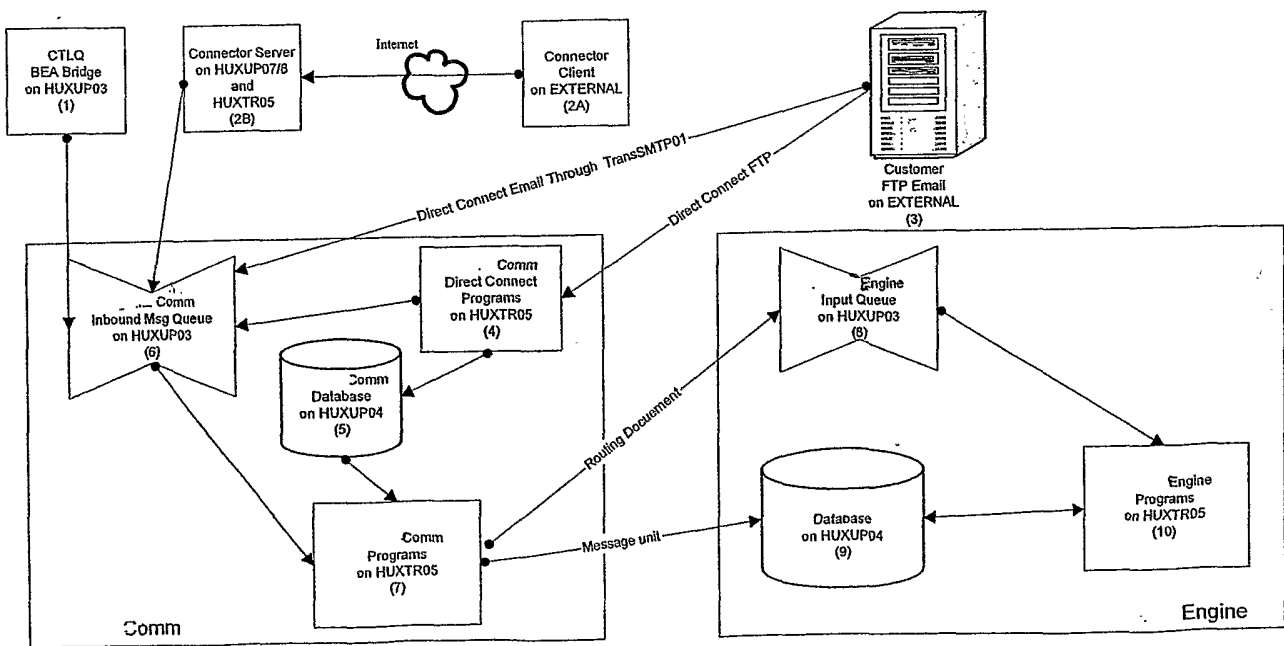 CTLQ
BEA Bridge
on HUXUP03
(1)
Connector Server
on HUXUP07/8
and
HUXTR05
(2B)
Internet
Connector
Client
on EXTERNAL
(2A)
Customer
FTP Email
on EXTERNAL
(3)
Direct Connect Email Through TransSMTP01
Direct Connect FTP
Comm
Inbound Msg Queue
on HUXUP03
(6)
Comm
Direct Connect
Programs
on HUXTR05
(4)
Comm
Database
on HUXUP04
(5)
Comm
Programs
on HUXTR05
(7)
Comm
Routing Docuement
Message unit
Engine
Input Queue
on HUXUP03
(8)
Database
on HUXUP04
(9)
Engine
Programs
on HUXTR05
(10)
Engine